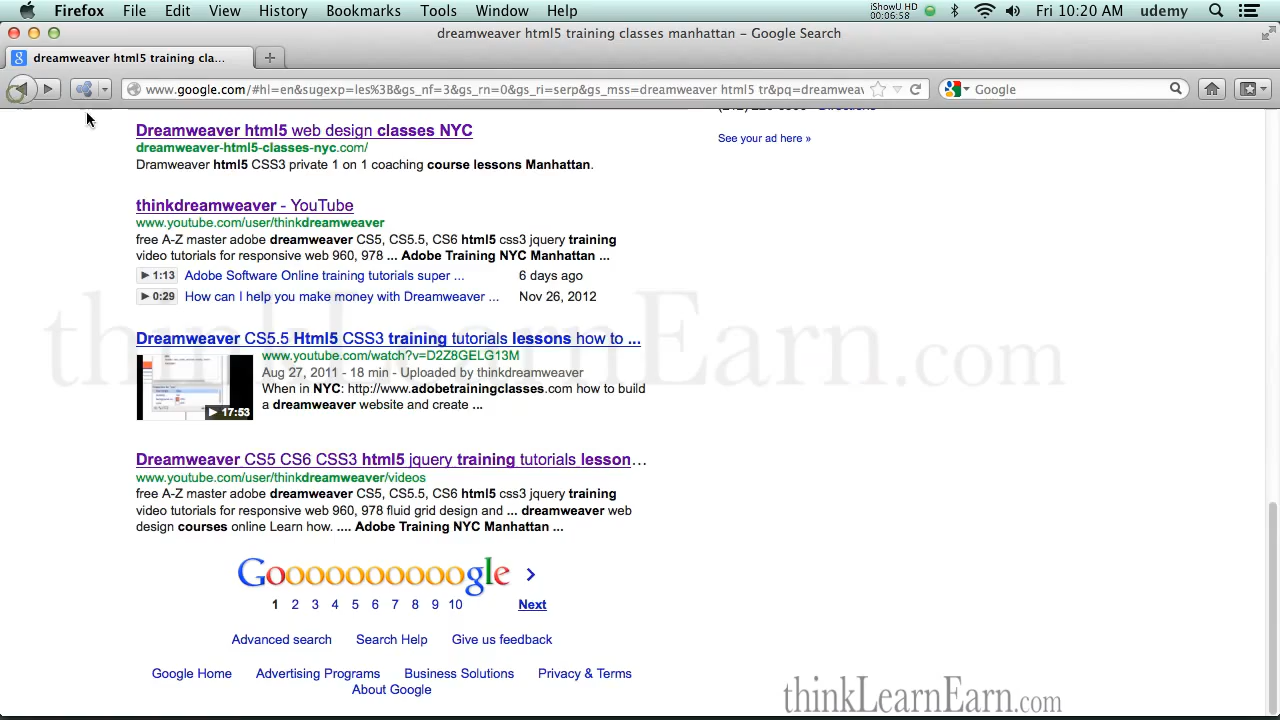 Firefox File Edit View History Bookmarks Tools Window Help iShowU HD 00:06:58 Fri 10:20 AM udemy
dreamweaver html5 training classes manhattan – Google Search
dreamweaver html5 training cla...
www.google.com/#hl=en&sugexp=les%3B&gs_nf=3&gs_rn=0&gs_ri=serp&gs_mss=dreamweaver html5 tr&pq=dreamweav Google
See your ad here »
Dreamweaver html5 web design classes NYC
dreamweaver-html5-classes-nyc.com/
Dramweaver html5 CSS3 private 1 on 1 coaching course lessons Manhattan.
thinkdreamweaver - YouTube
www.youtube.com/user/thinkdreamweaver
free A-Z master adobe dreamweaver CS5, CS5.5, CS6 html5 css3 jquery training
video tutorials for responsive web 960, 978 ... Adobe Training NYC Manhattan ...
1:13 Adobe Software Online training tutorials super ... 6 days ago
0:29 How can I help you make money with Dreamweaver ... Nov 26, 2012
thinkLearnEarn.com
Dreamweaver CS5.5 Html5 CSS3 training tutorials lessons how to ...
www.youtube.com/watch?v=D2Z8GELG13M
Aug 27, 2011 - 18 min - Uploaded by thinkdreamweaver
When in NYC: http://www.adobetrainingclasses.com how to build
a dreamweaver website and create ...
17:53
Dreamweaver CS5 CS6 CSS3 html5 jquery training tutorials lesson...
www.youtube.com/user/thinkdreamweaver/videos
free A-Z master adobe dreamweaver CS5, CS5.5, CS6 html5 css3 jquery training
video tutorials for responsive web 960, 978 fluid grid design and ... dreamweaver web
design courses online Learn how. .... Adobe Training NYC Manhattan ...
Goooooooooogle >
1 2 3 4 5 6 7 8 9 10 Next
Advanced search Search Help Give us feedback
Google Home Advertising Programs Business Solutions Privacy & Terms
About Google
thinkLearnEarn.com